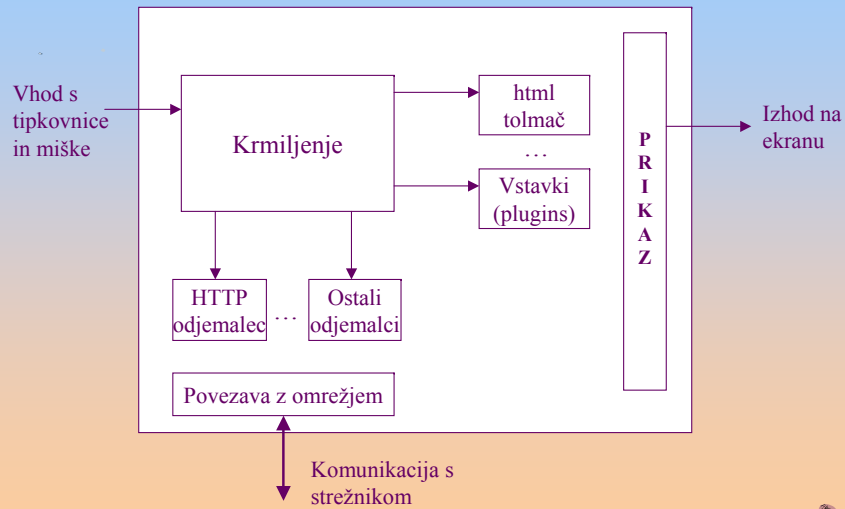 Vhod s
tipkovnice
in miške
Krmiljenje
html
tolmač
…
Vstavki
(plugins)
P
R
I
K
A
Z
Izhod na
ekranu
HTTP
odjemalec
…
Ostali
odjemalci
Povezava z omrežjem
Komunikacija s
strežnikom